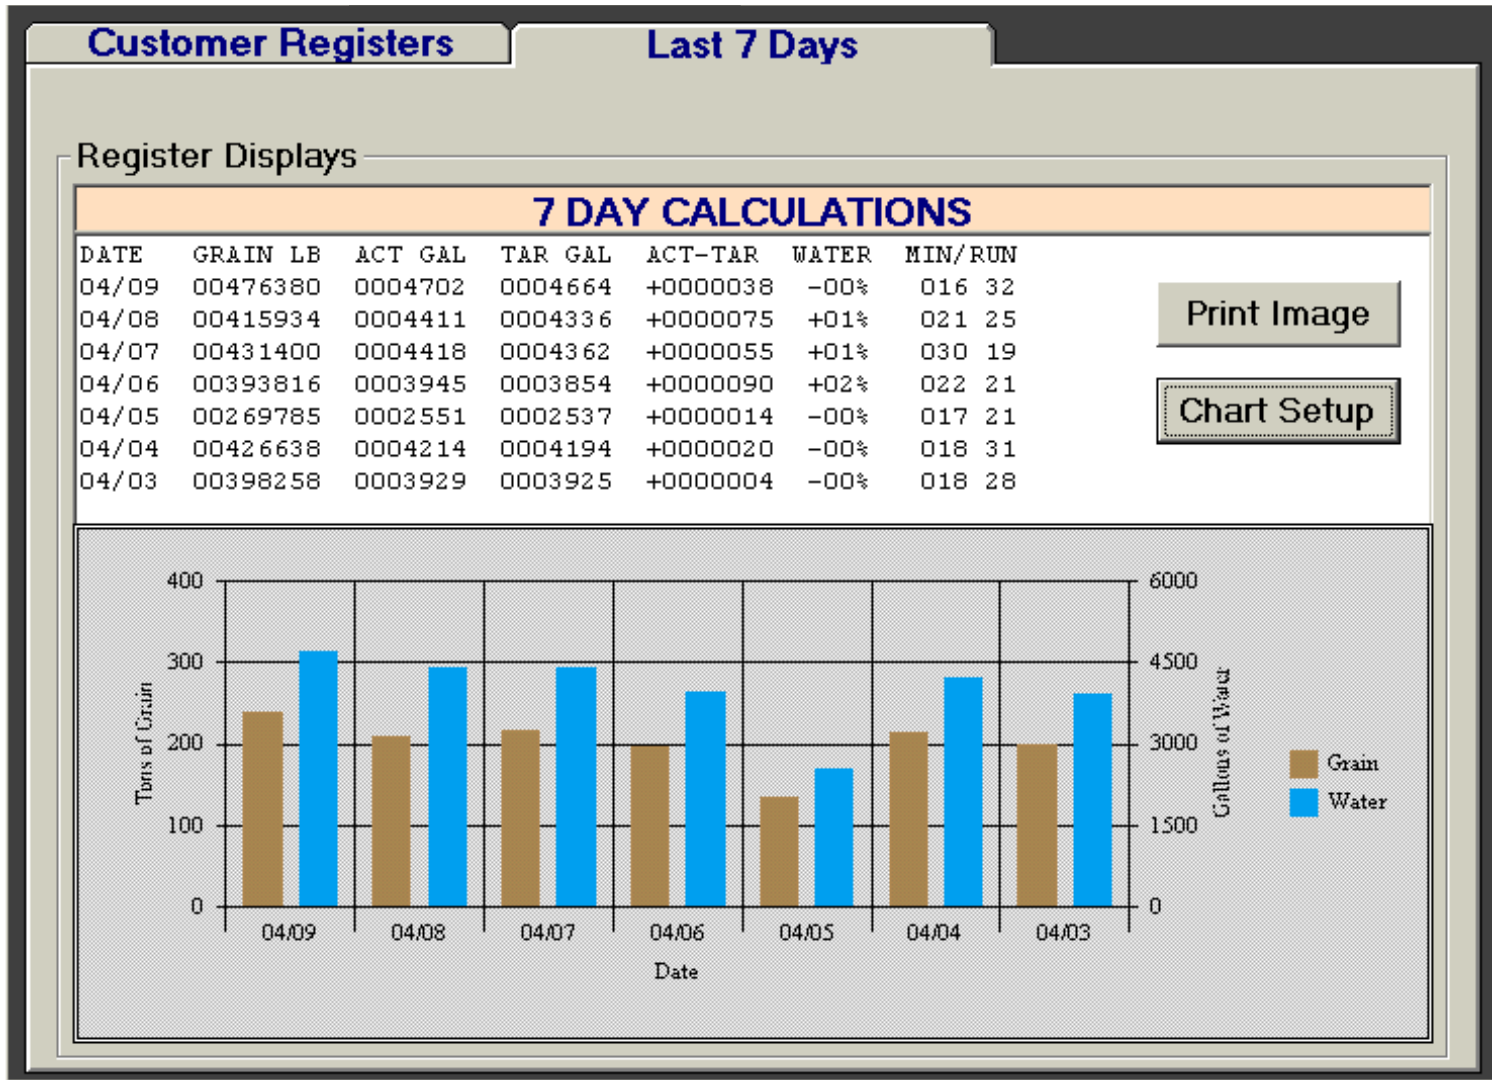 Customer Registers Last 7 Days
Register Displays
7 DAY CALCULATIONS
DATE GRAIN LB ACT GAL TAR GAL ACT-TAR WATER MIN/RUN
04/09 00476380 0004702 0004664 +0000038 -00% 016 32
04/08 00415934 0004411 0004336 +0000075 +01% 021 25
04/07 00431400 0004418 0004362 +0000055 +01% 030 19
04/06 00393816 0003945 0003854 +0000090 +02% 022 21
04/05 00269785 0002551 0002537 +0000014 -00% 017 21
04/04 00426638 0004214 0004194 +0000020 -00% 018 31
04/03 00398258 0003929 0003925 +0000004 -00% 018 28
Print Image
Chart Setup
Tons of Grain
400
300
200
100
0
6000
4500
3000
1500
0
Gallons of Water
Grain
Water
04/09 04/08 04/07 04/06 04/05 04/04 04/03
Date